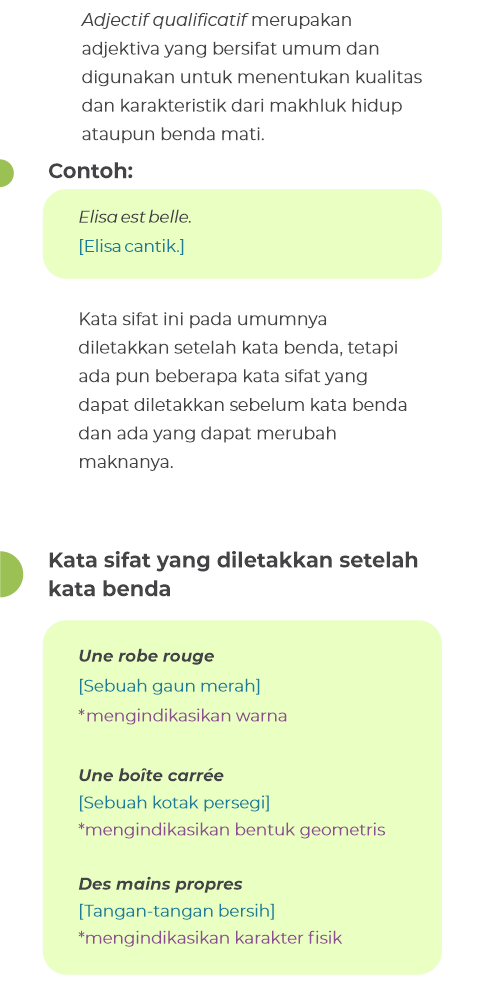 Adjectif qualificatif merupakan
adjektiva yang bersifat umum dan
digunakan untuk menentukan kualitas
dan karakteristik dari makhluk hidup
ataupun benda mati.
Contoh:
Elisa est belle.
[Elisa cantik.]
Kata sifat ini pada umumnya
diletakkan setelah kata benda, tetapi
ada pun beberapa kata sifat yang
dapat diletakkan sebelum kata benda
dan ada yang dapat merubah
maknanya.
Kata sifat yang diletakkan setelah
kata benda
Une robe rouge
[Sebuah gaun merah]
*mengindikasikan warna
Une boîte carrée
[Sebuah kotak persegi]
*mengindikasikan bentuk geometris
Des mains propres
[Tangan-tangan bersih]
*mengindikasikan karakter fisik